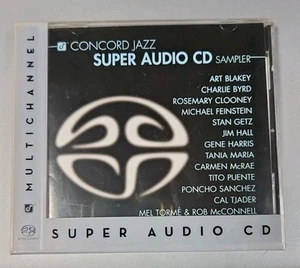 CONCORD JAZZ
SUPER AUDIO CD SAMPLER
ART BLAKEY
CHARLIE BYRD
ROSEMARY CLOONEY
MICHAEL FEINSTEIN
STAN GETZ
JIM HALL
GENE HARRIS
TANIA MARIA
CARMEN McRAE
TITO PUENTE
PONCHO SANCHEZ
CAL TJADER
MEL TORMÉ & ROB McCONNELL
MULTICHANNEL
SUPER AUDIO CD